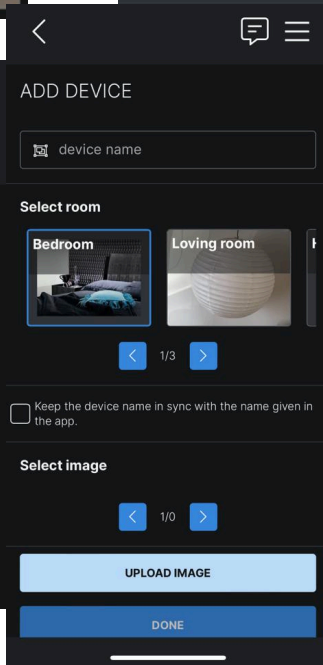 ADD DEVICE
device name
Select room
Bedroom
Loving room
1/3
Keep the device name in sync with the name given in
the app.
Select image
1/0
UPLOAD IMAGE
DONE